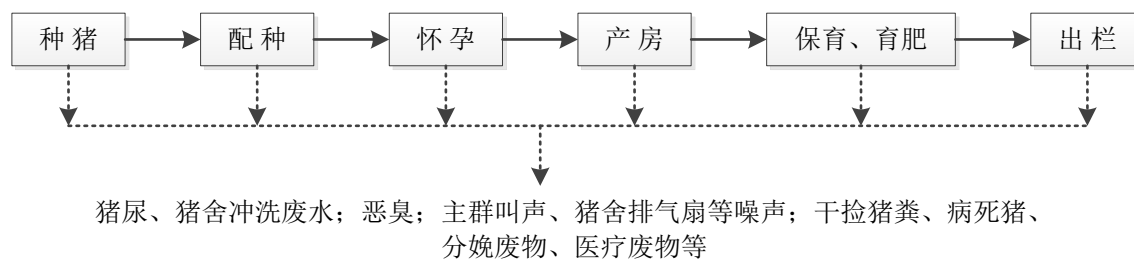 种猪 配种 怀孕 产房 保育、育肥 出栏
猪尿、猪舍冲洗废水；恶臭；主群叫声、猪舍排气扇等噪声；干捡猪粪、病死猪、
分娩废物、医疗废物等